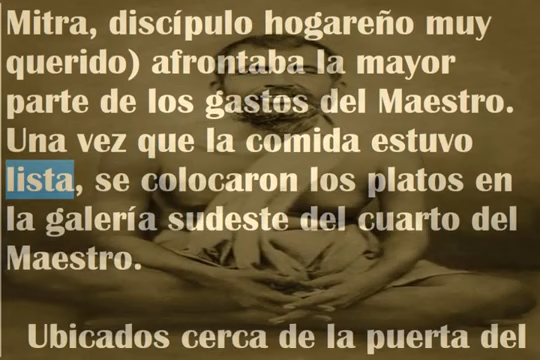 Mitra, discípulo hogareño muy
querido) afrontaba la mayor
parte de los gastos del Maestro.
Una vez que la comida estuvo
lista, se colocaron los platos en
la galería sudeste del cuarto del
Maestro.
Ubicados cerca de la puerta del